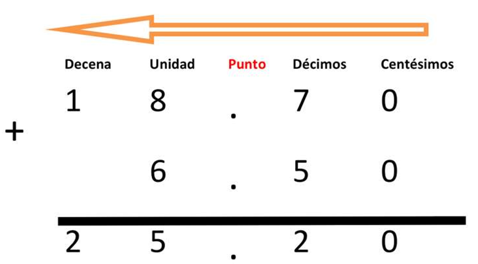 Decena Unidad Punto Décimos Centésimos
1 8 . 7 0
+
6 . 5 0
2 5 . 2 0